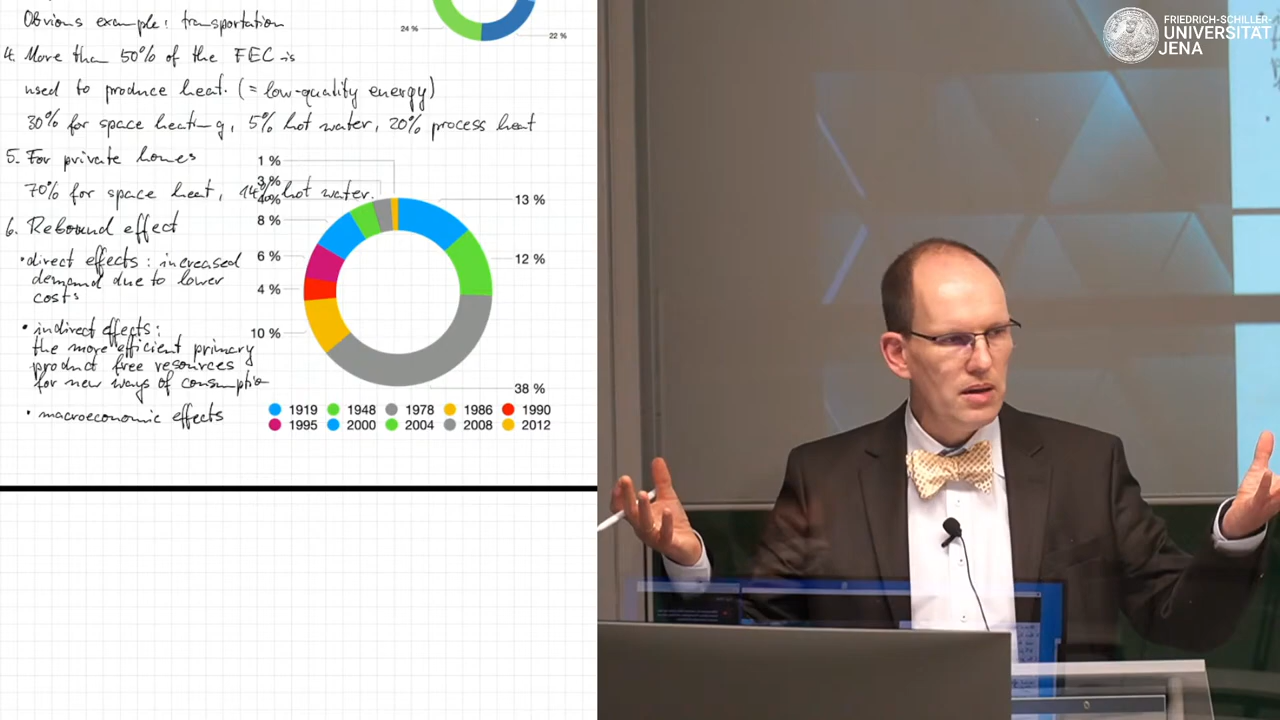 Obvious example: transportation
24 %
22 %
4. More than 50% of the FEC is
used to produce heat. (= low-quality energy)
30% for space heating, 5% hot water, 20% process heat
5. For private homes
70% for space heat, 14% hot water.
6. Rebound effect
• direct effects: increased
demand due to lower
costs
• indirect effects:
the more efficient primary
product free resources
for new ways of consumption
• macroeconomic effects
1 %
3 %
4 %
8 %
6 %
4 %
10 %
13 %
12 %
38 %
1919 1948 1978 1986 1990
1995 2000 2004 2008 2012
FRIEDRICH-SCHILLER-
UNIVERSITÄT
JENA